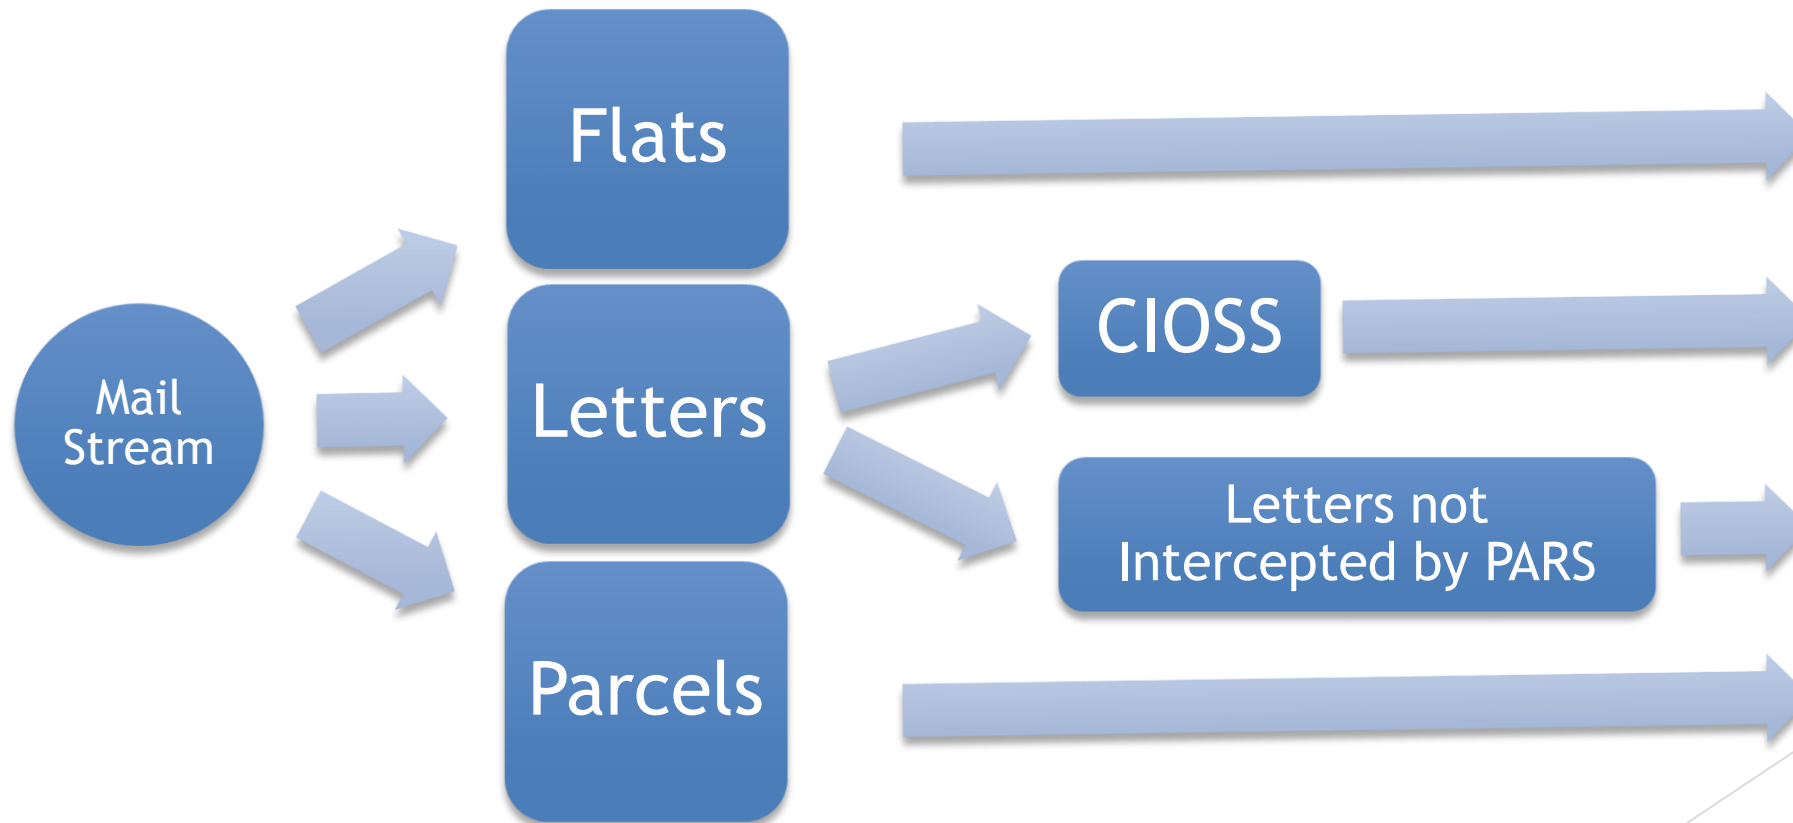 Flats
Mail
Stream
Letters
CIOSS
Letters not
Intercepted by PARS
Parcels